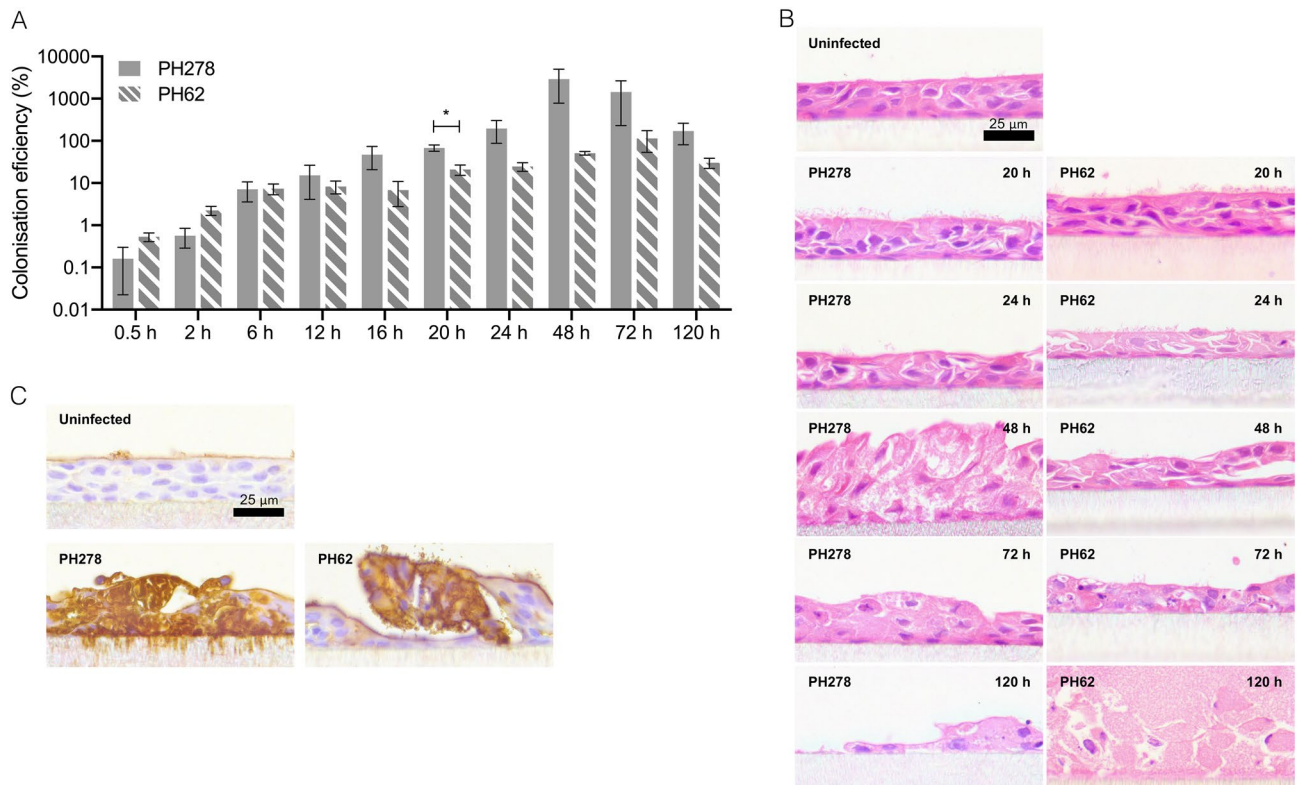 A
Colonisation eficiency (%)
10000
1000
100
10
1
0.1
0.01
PH278
PH62
*
0.5 h 2 h 6 h 12 h 16 h 20 h 24 h 48 h 72 h 120 h
B
Uninfected
25 µm
PH278 20 h
PH62 20 h
PH278 24 h
PH62 24 h
PH278 48 h
PH62 48 h
PH278 72 h
PH62 72 h
PH278 120 h
PH62 120 h
C
Uninfected
25 µm
PH278
PH62